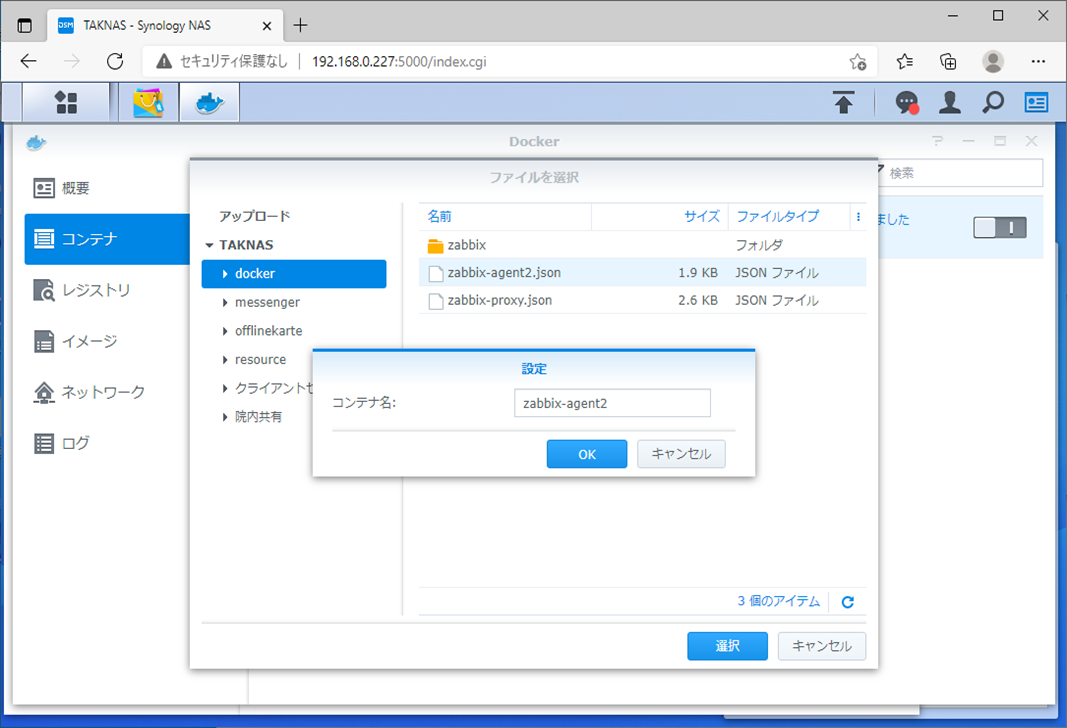 DSM TAKNAS - Synology NAS
セキュリティ保護なし 192.168.0.227:5000/index.cgi
Docker
検索
概要
コンテナ
レジストリ
イメージ
ネットワーク
ログ
ました
ファイルを選択
アップロード
TAKNAS
docker
messenger
offlinekarte
resource
クライアント
院内共有
名前 サイズ ファイルタイプ
zabbix フォルダ
zabbix-agent2.json 1.9 KB JSON ファイル
zabbix-proxy.json 2.6 KB JSON ファイル
設定
コンテナ名: zabbix-agent2
OK キャンセル
3 個のアイテム
選択 キャンセル